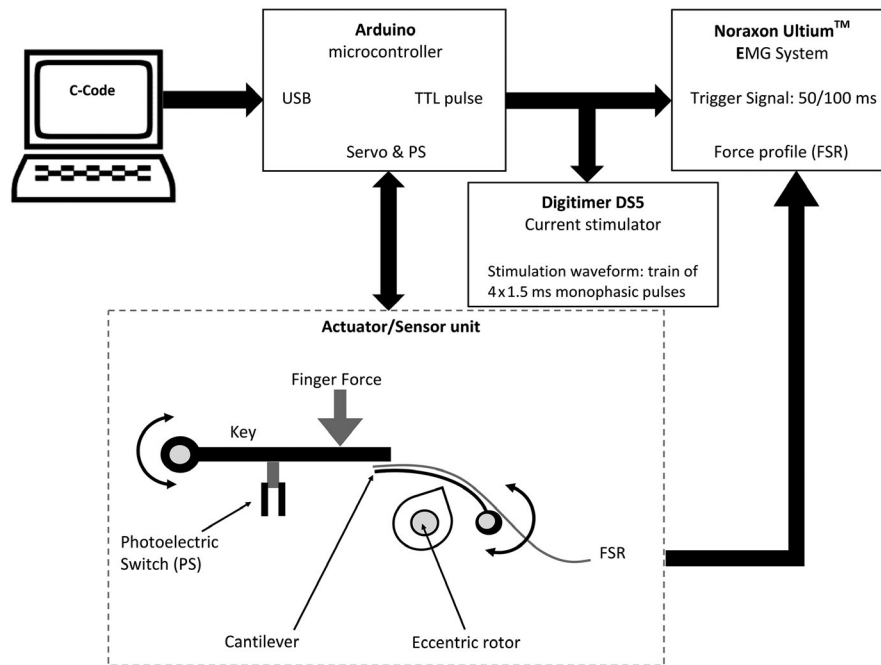 C-Code
Arduino
microcontroller
USB
TTL pulse
Servo & PS
Noraxon Ultium™
EMG System
Trigger Signal: 50/100 ms
Force profile (FSR)
Digitimer DS5
Current stimulator
Stimulation waveform: train of
4x1.5 ms monophasic pulses
Actuator/Sensor unit
Finger Force
Key
Photoelectric
Switch (PS)
FSR
Cantilever
Eccentric rotor